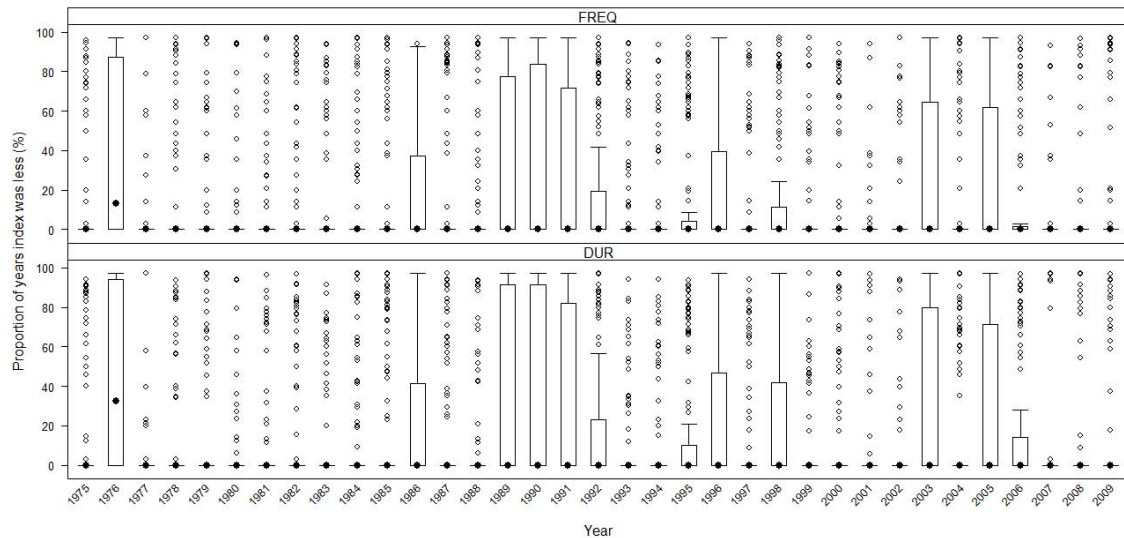 FREQ
100
80
60
40
20
0
DUR
100
80
60
40
20
0
Proportion of years index was less (%)
1975 1976 1977 1978 1979 1980 1981 1982 1983 1984 1985 1986 1987 1988 1989 1990 1991 1992 1993 1994 1995 1996 1997 1998 1999 2000 2001 2002 2003 2004 2005 2006 2007 2008 2009
Year